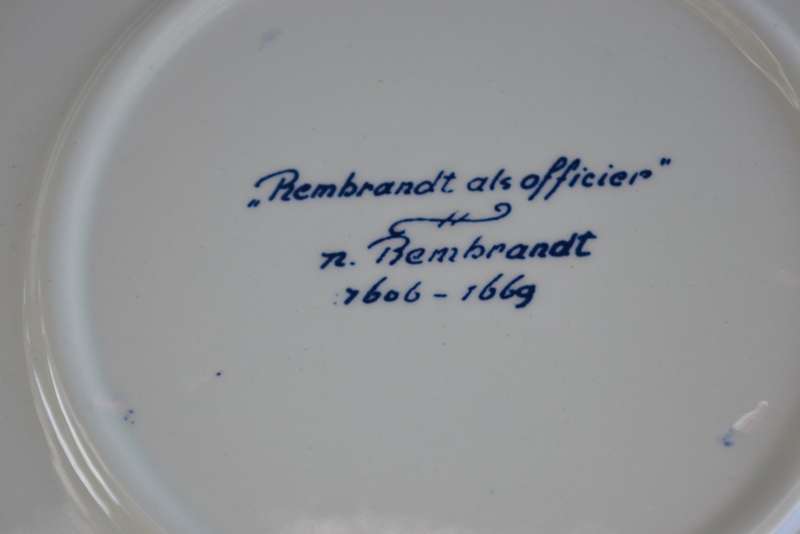 „Rembrandt als officier"
n. Rembrandt
1606 - 1669